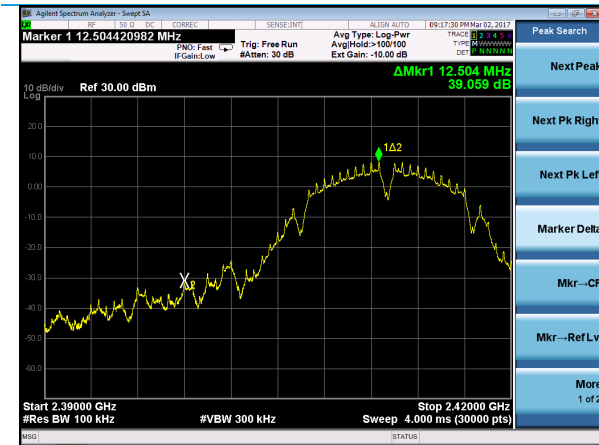 Agilent Spectrum Analyzer - Swept SA
LXI RF 50 Ω DC CORREC SENSE:INT ALIGN AUTO 09:17:30 PM Mar 02, 2017
Marker 1 12.504420982 MHz
PNO: Fast
IFGain:Low
Trig: Free Run
#Atten: 30 dB
Avg Type: Log-Pwr
Avg|Hold:>100/100
Ext Gain: -10.00 dB
TRACE 1 2 3 4 5 6
TYPE M W W W W W
DET P N N N N N
Peak Search
ΔMkr1 12.504 MHz
39.059 dB
10 dB/div Ref 30.00 dBm
Log
20.0
10.0
0.00
-10.0
-20.0
-30.0
-40.0
-50.0
-60.0
1Δ2
2
Next Peak
Next Pk Right
Next Pk Lef
Marker Delta
Mkr→CF
Mkr→Ref Lv
More
1 of 2
Start 2.39000 GHz
#Res BW 100 kHz
#VBW 300 kHz
Stop 2.42000 GHz
Sweep 4.000 ms (30000 pts)
MSG STATUS